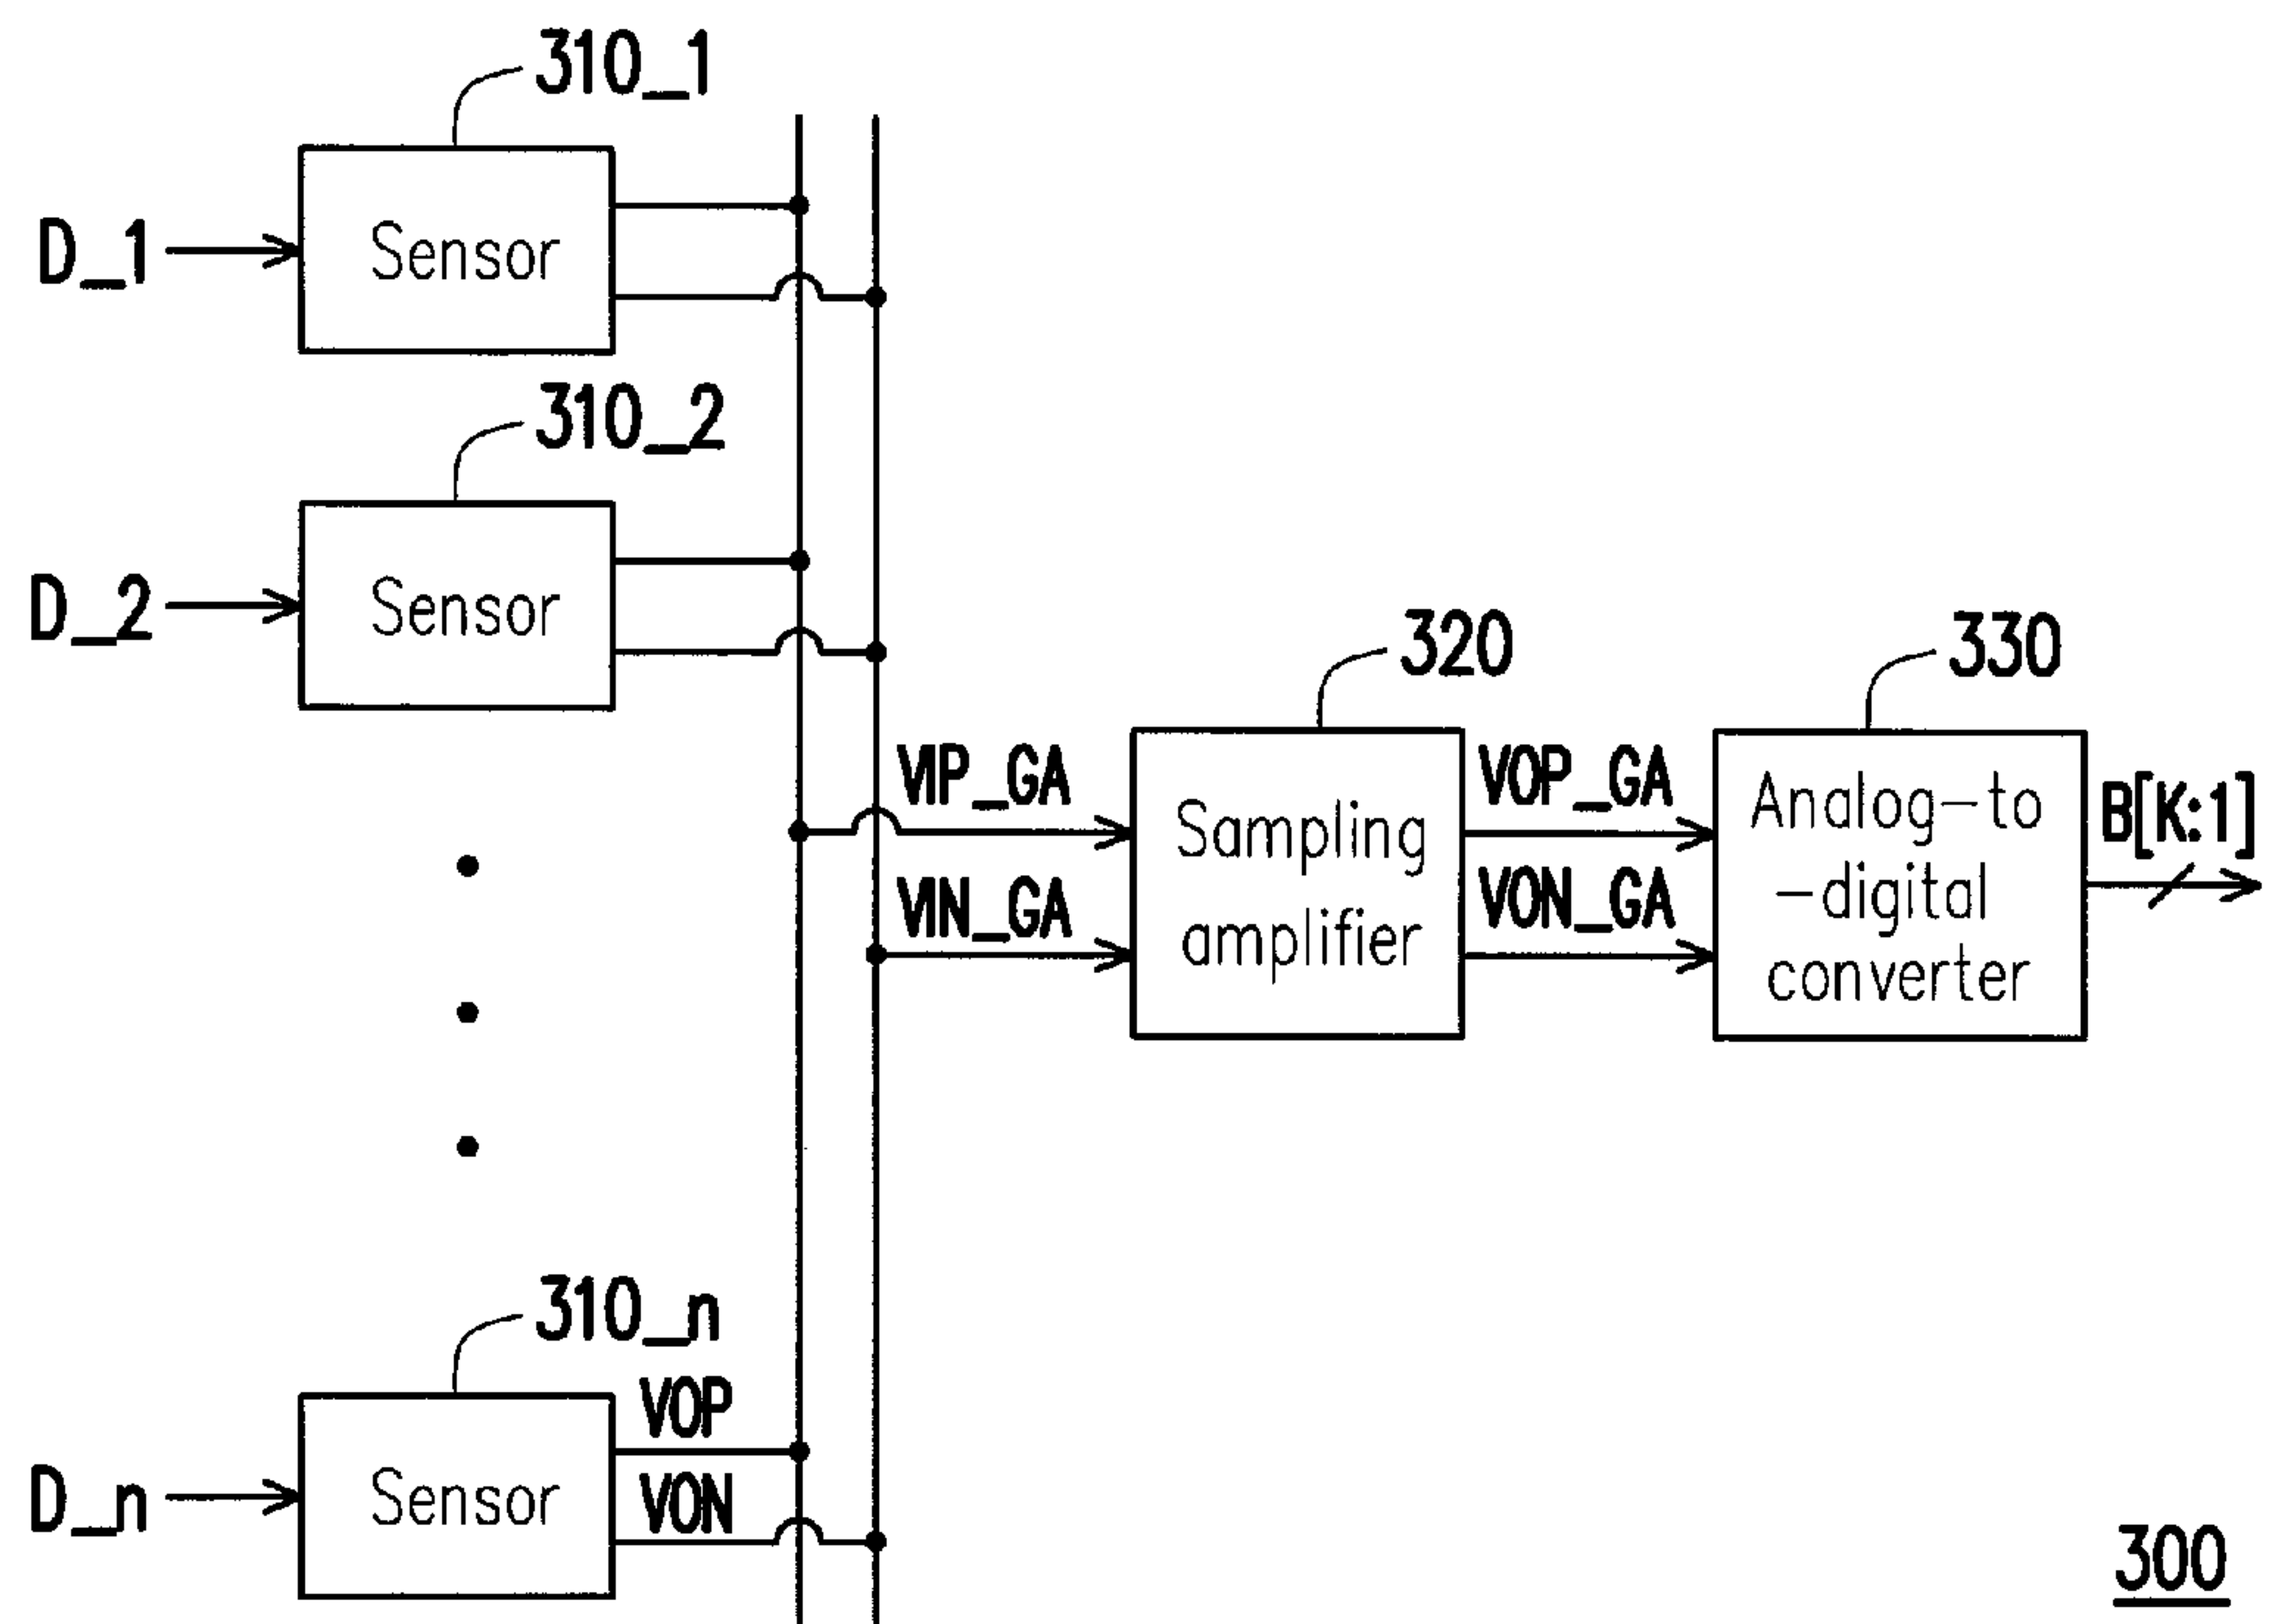 310_1
D_1
Sensor
310_2
D_2
Sensor
320
330
VIP_GA
VIN_GA
Sampling
amplifier
VOP_GA
VON_GA
Analog-to
-digital
converter
B[K:1]
310_n
D_n
Sensor
VOP
VON
300